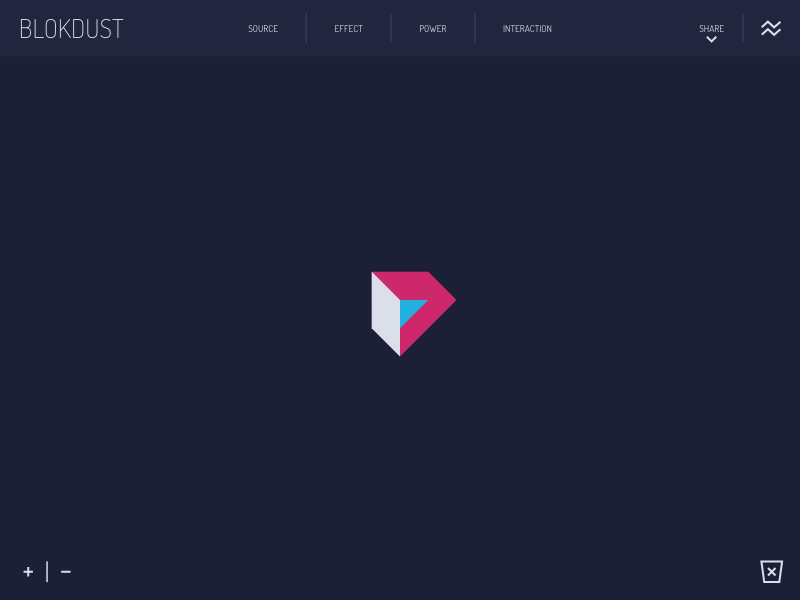 BLOKDUST
SOURCE
EFFECT
POWER
INTERACTION
SHARE
+ | −